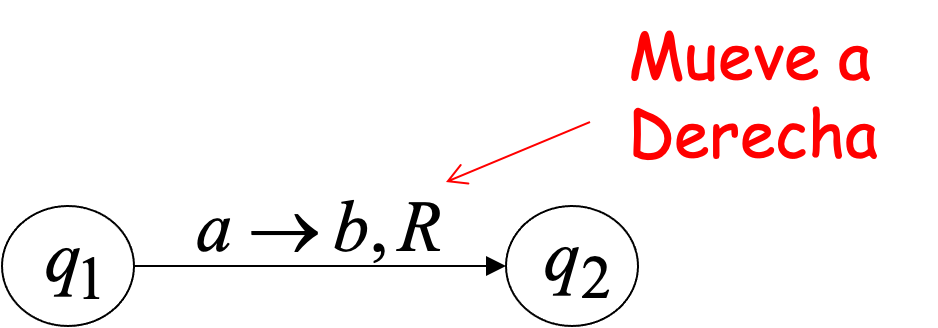 Mueve a
Derecha
a → b, R
q₁
q₂